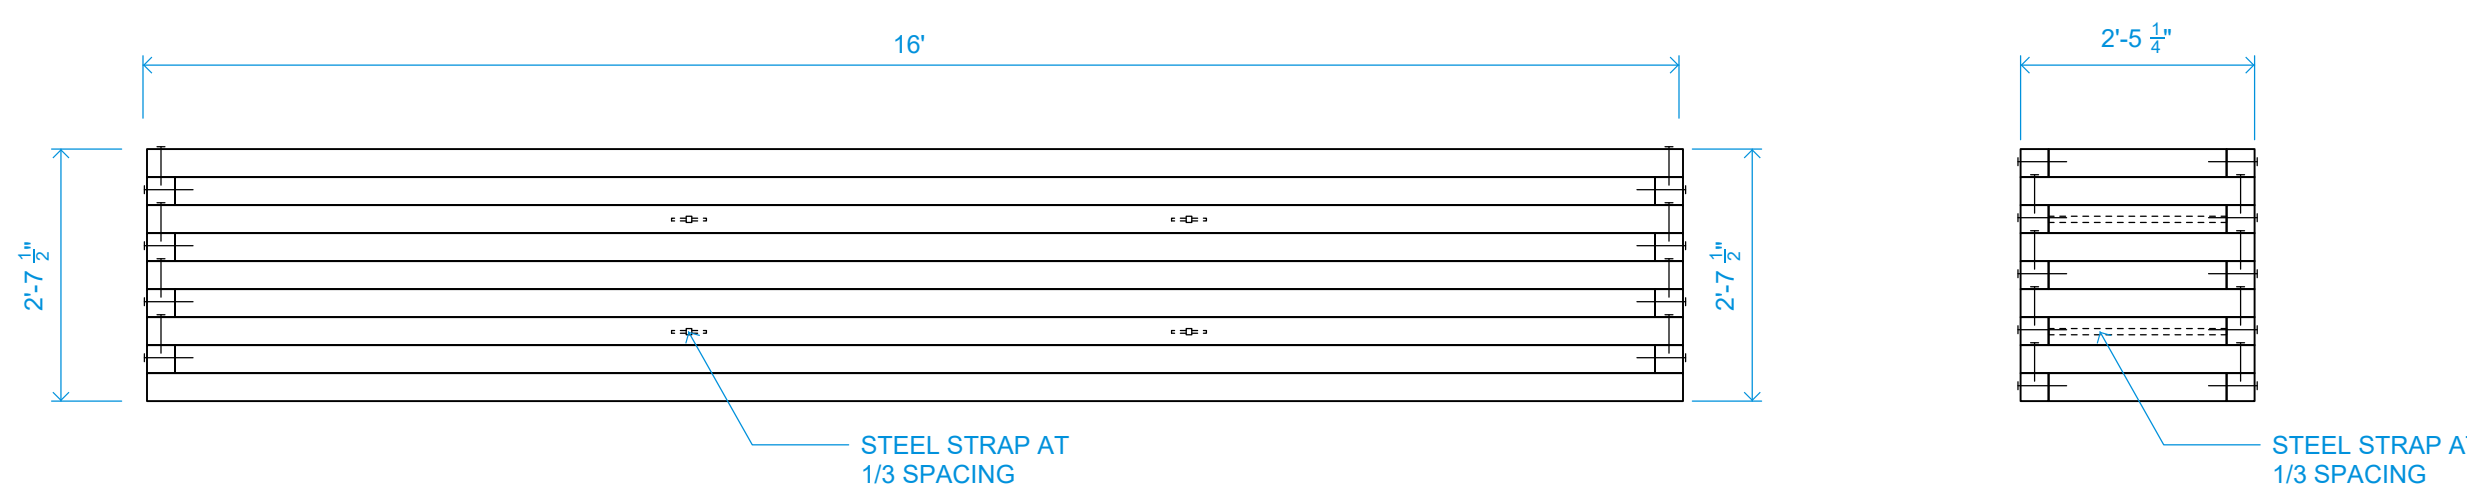 16'
2'-5 1/4"
2'-7 1/2"
2'-7 1/2"
STEEL STRAP AT
1/3 SPACING
STEEL STRAP A
1/3 SPACING